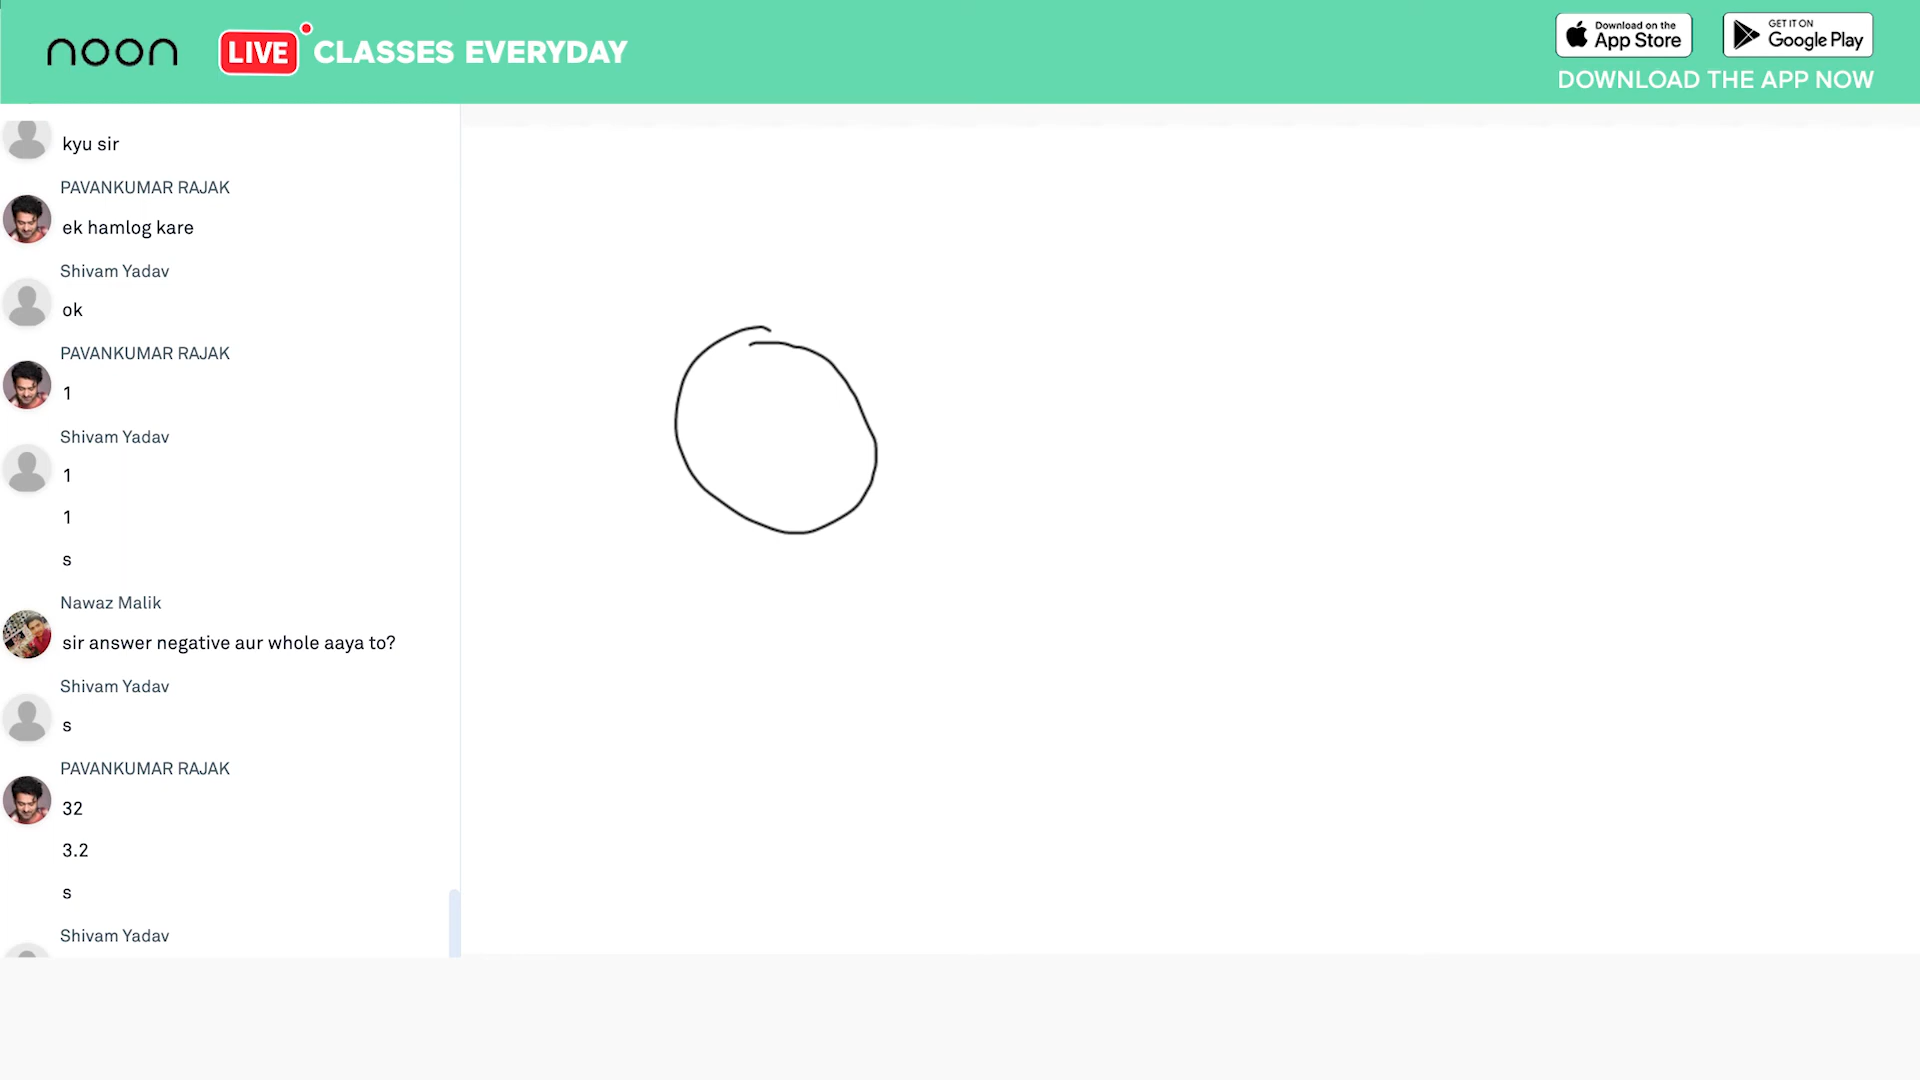 noon LIVE CLASSES EVERYDAY
Download on the
App Store
GET IT ON
Google Play
DOWNLOAD THE APP NOW
kyu sir
PAVANKUMAR RAJAK
ek hamlog kare
Shivam Yadav
ok
PAVANKUMAR RAJAK
1
Shivam Yadav
1
1
s
Nawaz Malik
sir answer negative aur whole aaya to?
Shivam Yadav
s
PAVANKUMAR RAJAK
32
3.2
s
Shivam Yadav